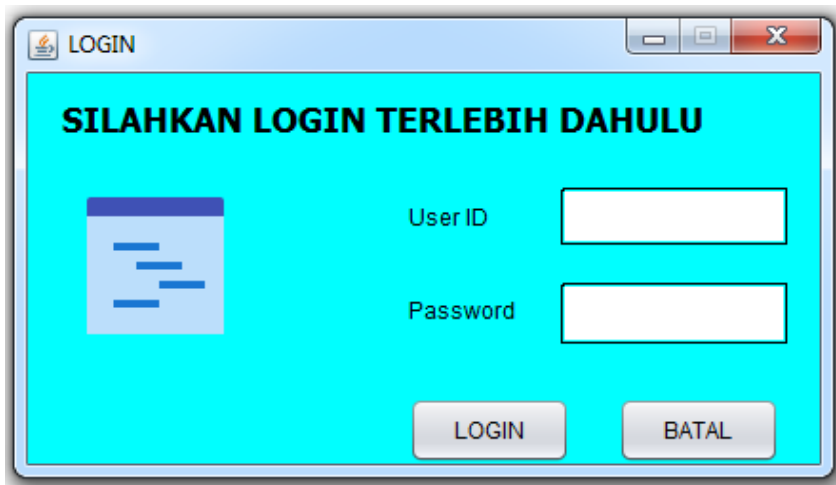 LOGIN
SILAHKAN LOGIN TERLEBIH DAHULU
User ID
Password
LOGIN
BATAL